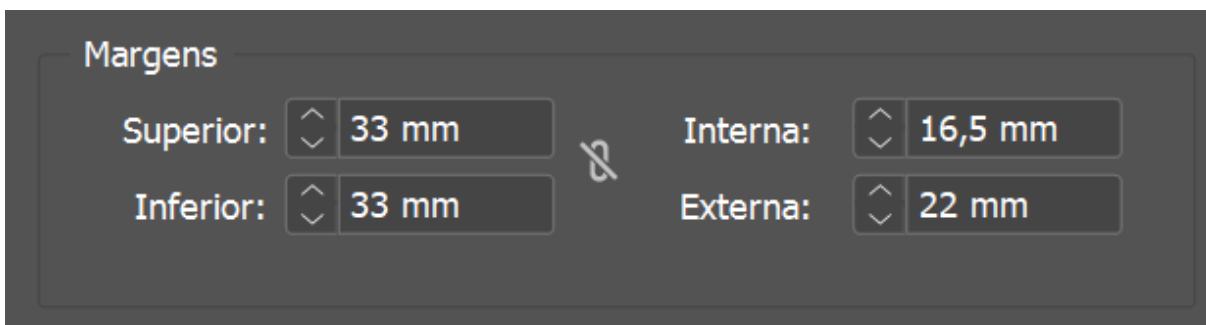 Margens
Superior: 33 mm Interna: 16,5 mm
Inferior: 33 mm Externa: 22 mm